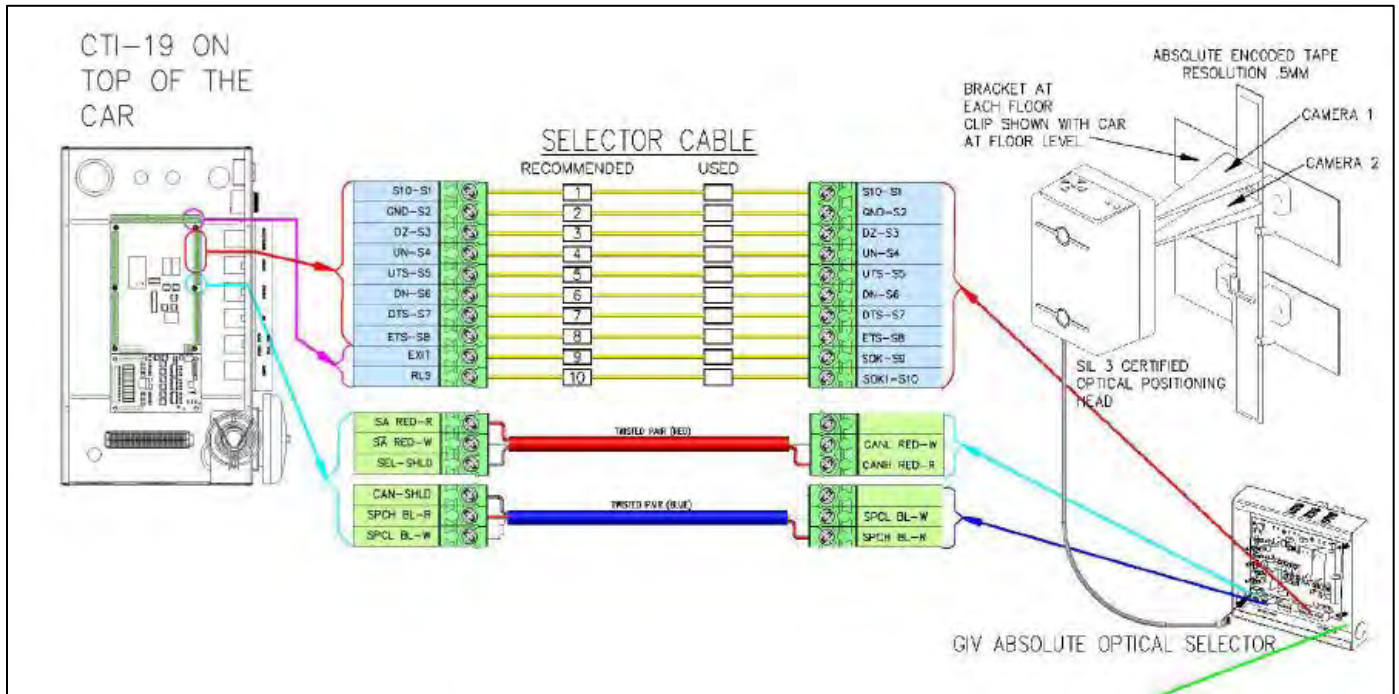 CTI-19 ON
TOP OF THE
CAR
SELECTOR CABLE
RECOMMENDED
USED
S10-S1
GND-S2
DZ-S3
UN-S4
UTS-S5
DN-S6
DTS-S7
ETS-S8
EXIT
RLS
1
2
3
4
5
6
7
8
9
10
S10-S1
GND-S2
DZ-S3
UN-S4
UTS-S5
DN-S6
DTS-S7
ETS-S8
SOK-S9
SOK1-S10
SA RED-R
SA RED-W
SEL-SHLD
TWISTED PAIR (RED)
CANL RED-W
CANH RED-R
CAN-SHLD
SPCH BL-R
SPCL BL-W
TWISTED PAIR (BLUE)
SPCL BL-W
SPCH BL-R
ABSOLUTE ENCODED TAPE
RESOLUTION .5MM
BRACKET AT
EACH FLOOR
CLIP SHOWN WITH CAR
AT FLOOR LEVEL
CAMERA 1
CAMERA 2
SIL 3 CERTIFIED
OPTICAL POSITIONING
HEAD
GIV ABSOLUTE OPTICAL SELECTOR